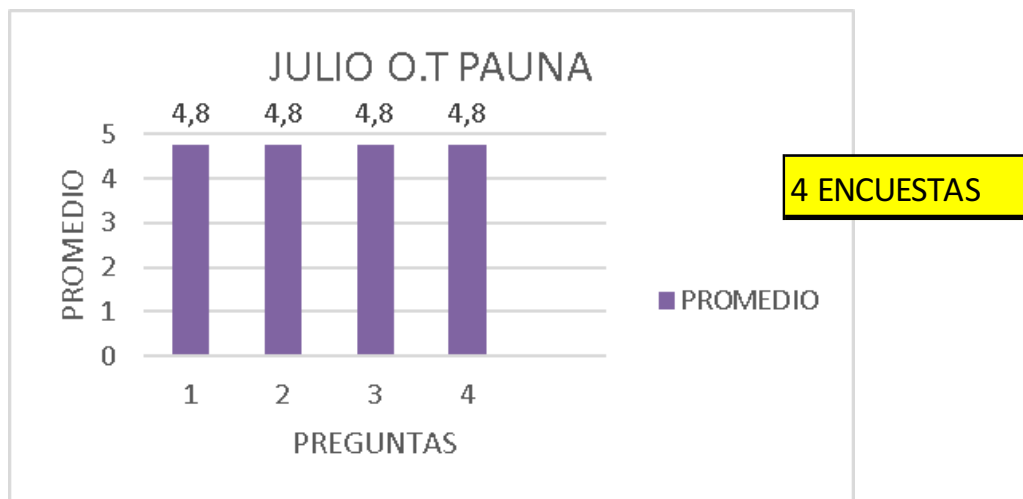 JULIO O.T PAUNA
4,8 4,8 4,8 4,8
5
4
3
2
1
0
PROMEDIO
1 2 3 4
PREGUNTAS
PROMEDIO
4 ENCUESTAS